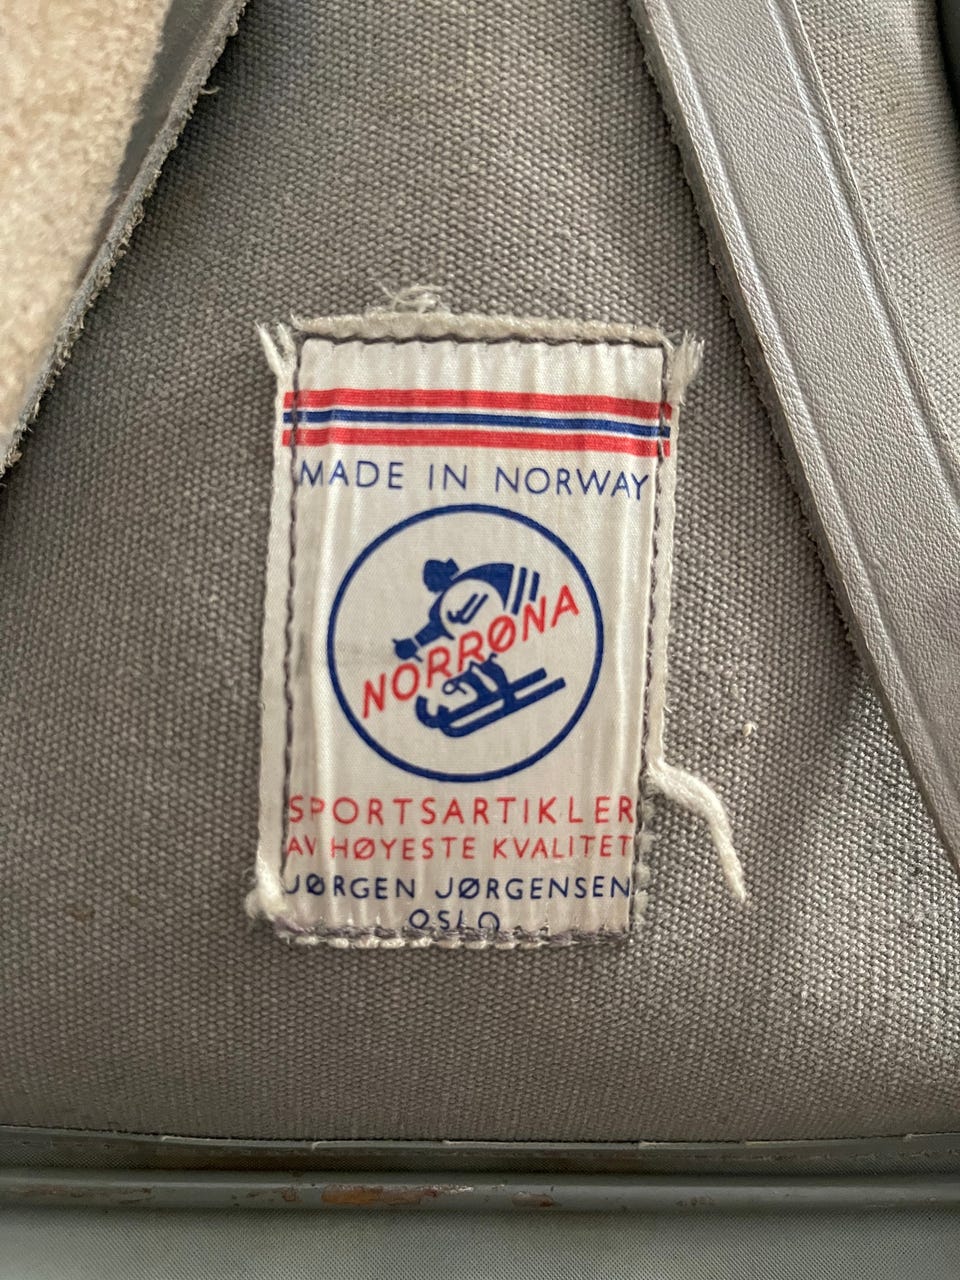 MADE IN NORWAY
NORRØNA
SPORTSARTIKLER
AV HØYESTE KVALITET
JØRGEN JØRGENSEN
OSLO